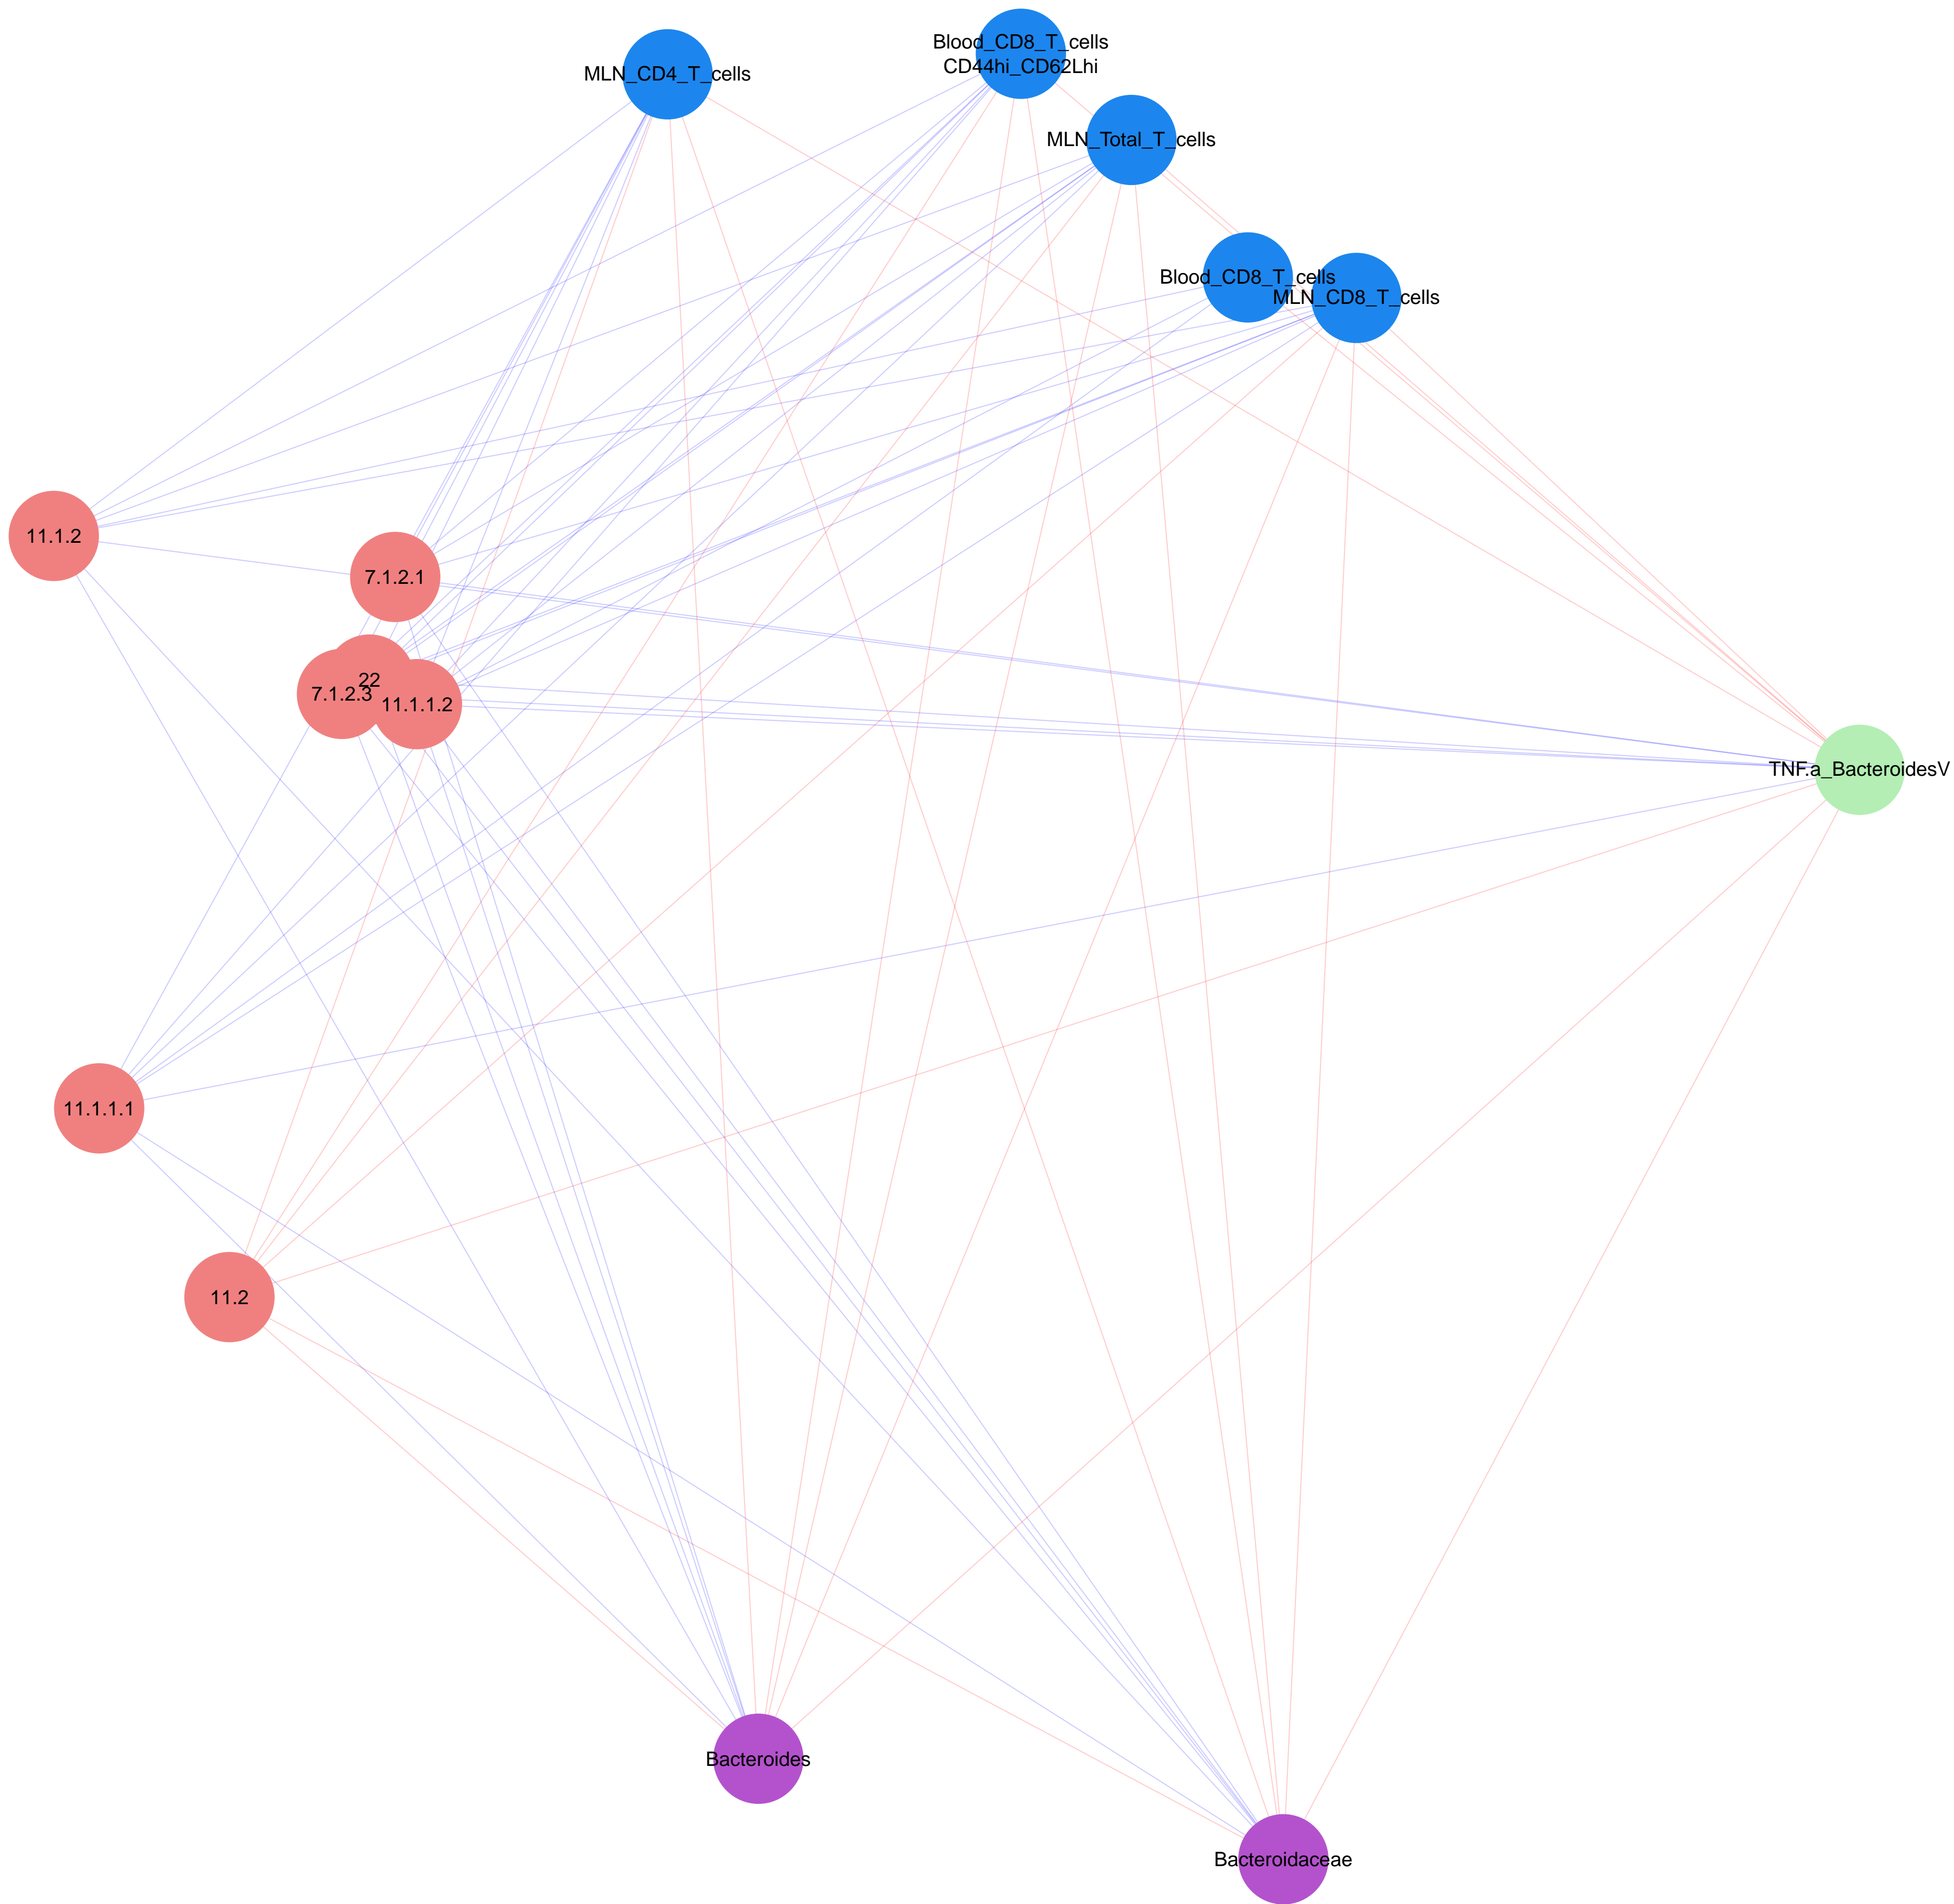 Blood_CD8_T_cells
CD44hi_CD62Lhi
MLN_CD4_T_cells
MLN_Total_T_cells
Blood_CD8_T_cells
MLN_CD8_T_cells
11.1.2
7.1.2.1
22
7.1.2.3
11.1.1.2
TNF.a_BacteroidesV
11.1.1.1
11.2
Bacteroides
Bacteroidaceae